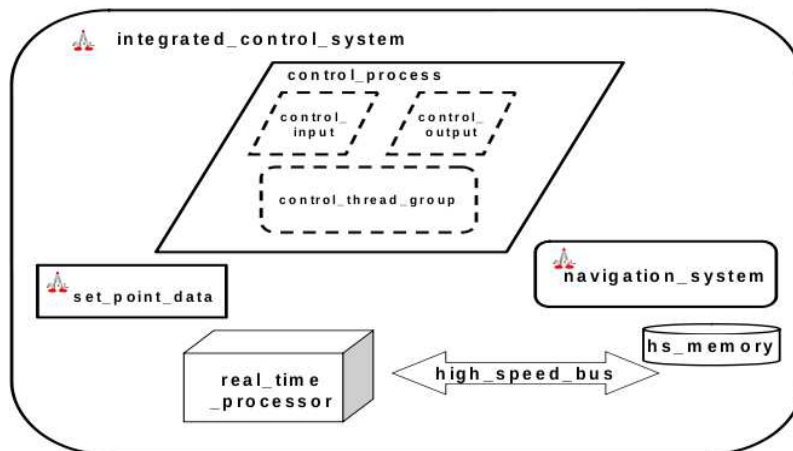 integrated_control_system
control_process
control_
input
control_
output
control_thread_group
set_point_data
navigation_system
hs_memory
high_speed_bus
real_time
_processor